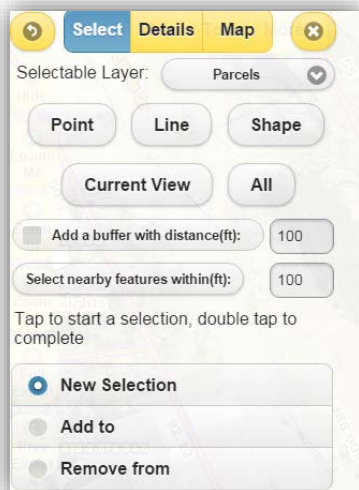 Select Details Map
Selectable Layer: Parcels
Point Line Shape
Current View All
Add a buffer with distance(ft): 100
Select nearby features within(ft): 100
Tap to start a selection, double tap to
complete
New Selection
Add to
Remove from